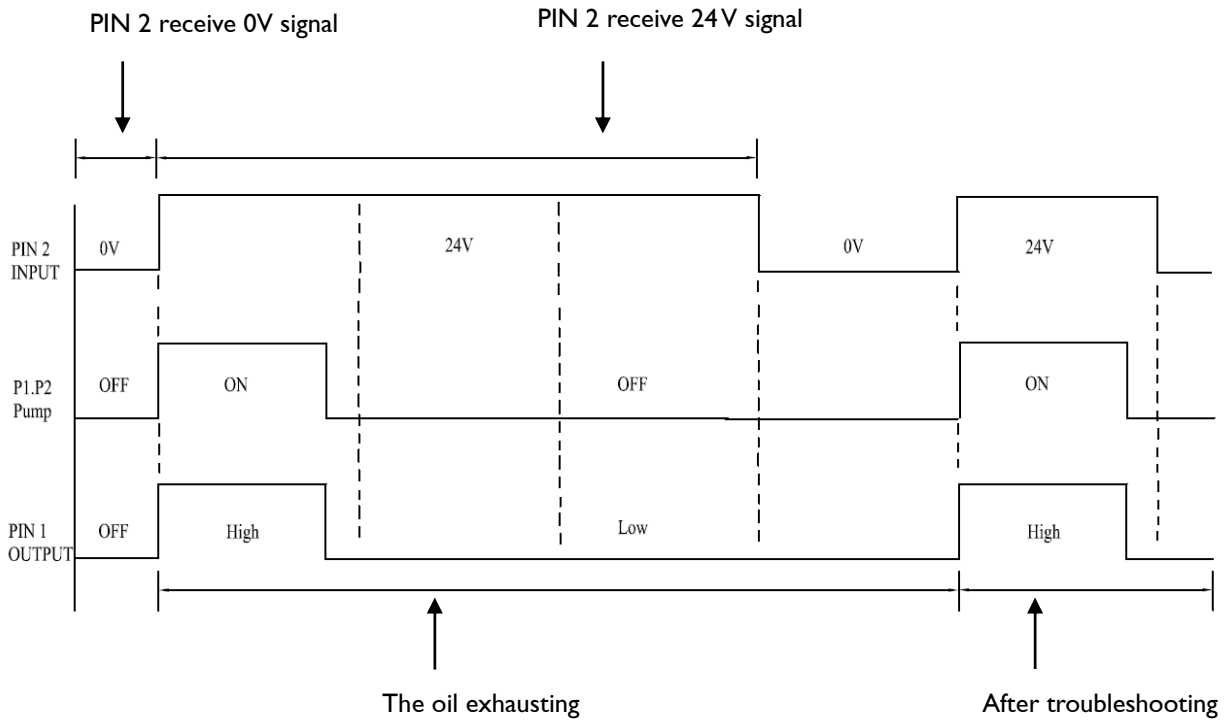 PIN 2 receive 0V signal
PIN 2 receive 24V signal
PIN 2
INPUT
0V
24V
0V
24V
P1.P2
Pump
OFF
ON
OFF
ON
PIN 1
OUTPUT
OFF
High
Low
High
The oil exhausting
After troubleshooting